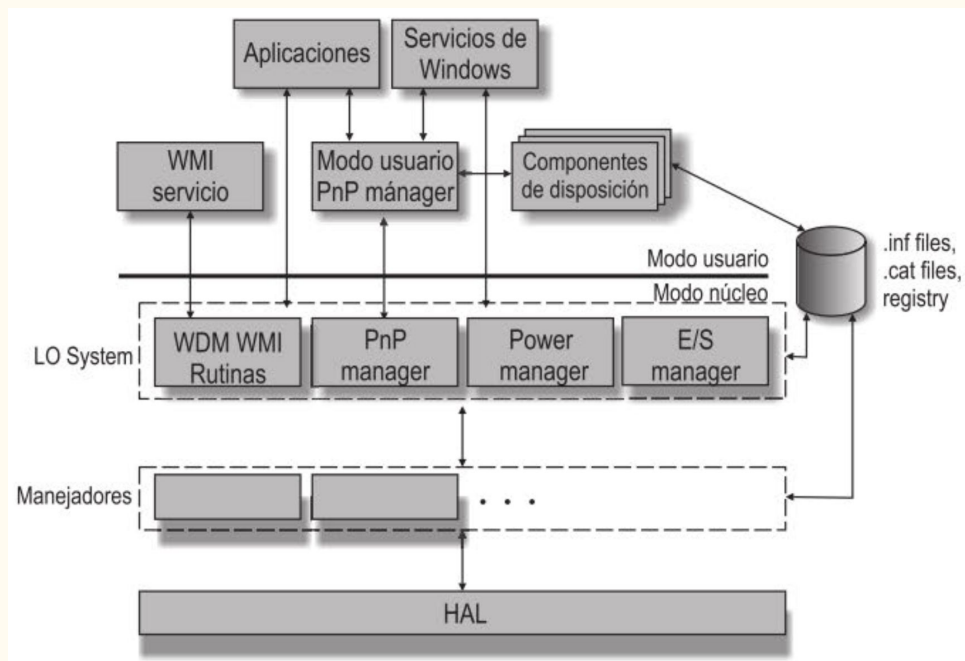 Aplicaciones
Servicios de
Windows
WMI
servicio
Modo usuario
PnP mánager
Componentes
de disposición
.inf files,
.cat files,
registry
Modo usuario
Modo núcleo
LO System
WDM WMI
Rutinas
PnP
manager
Power
manager
E/S
manager
Manejadores
. . .
HAL